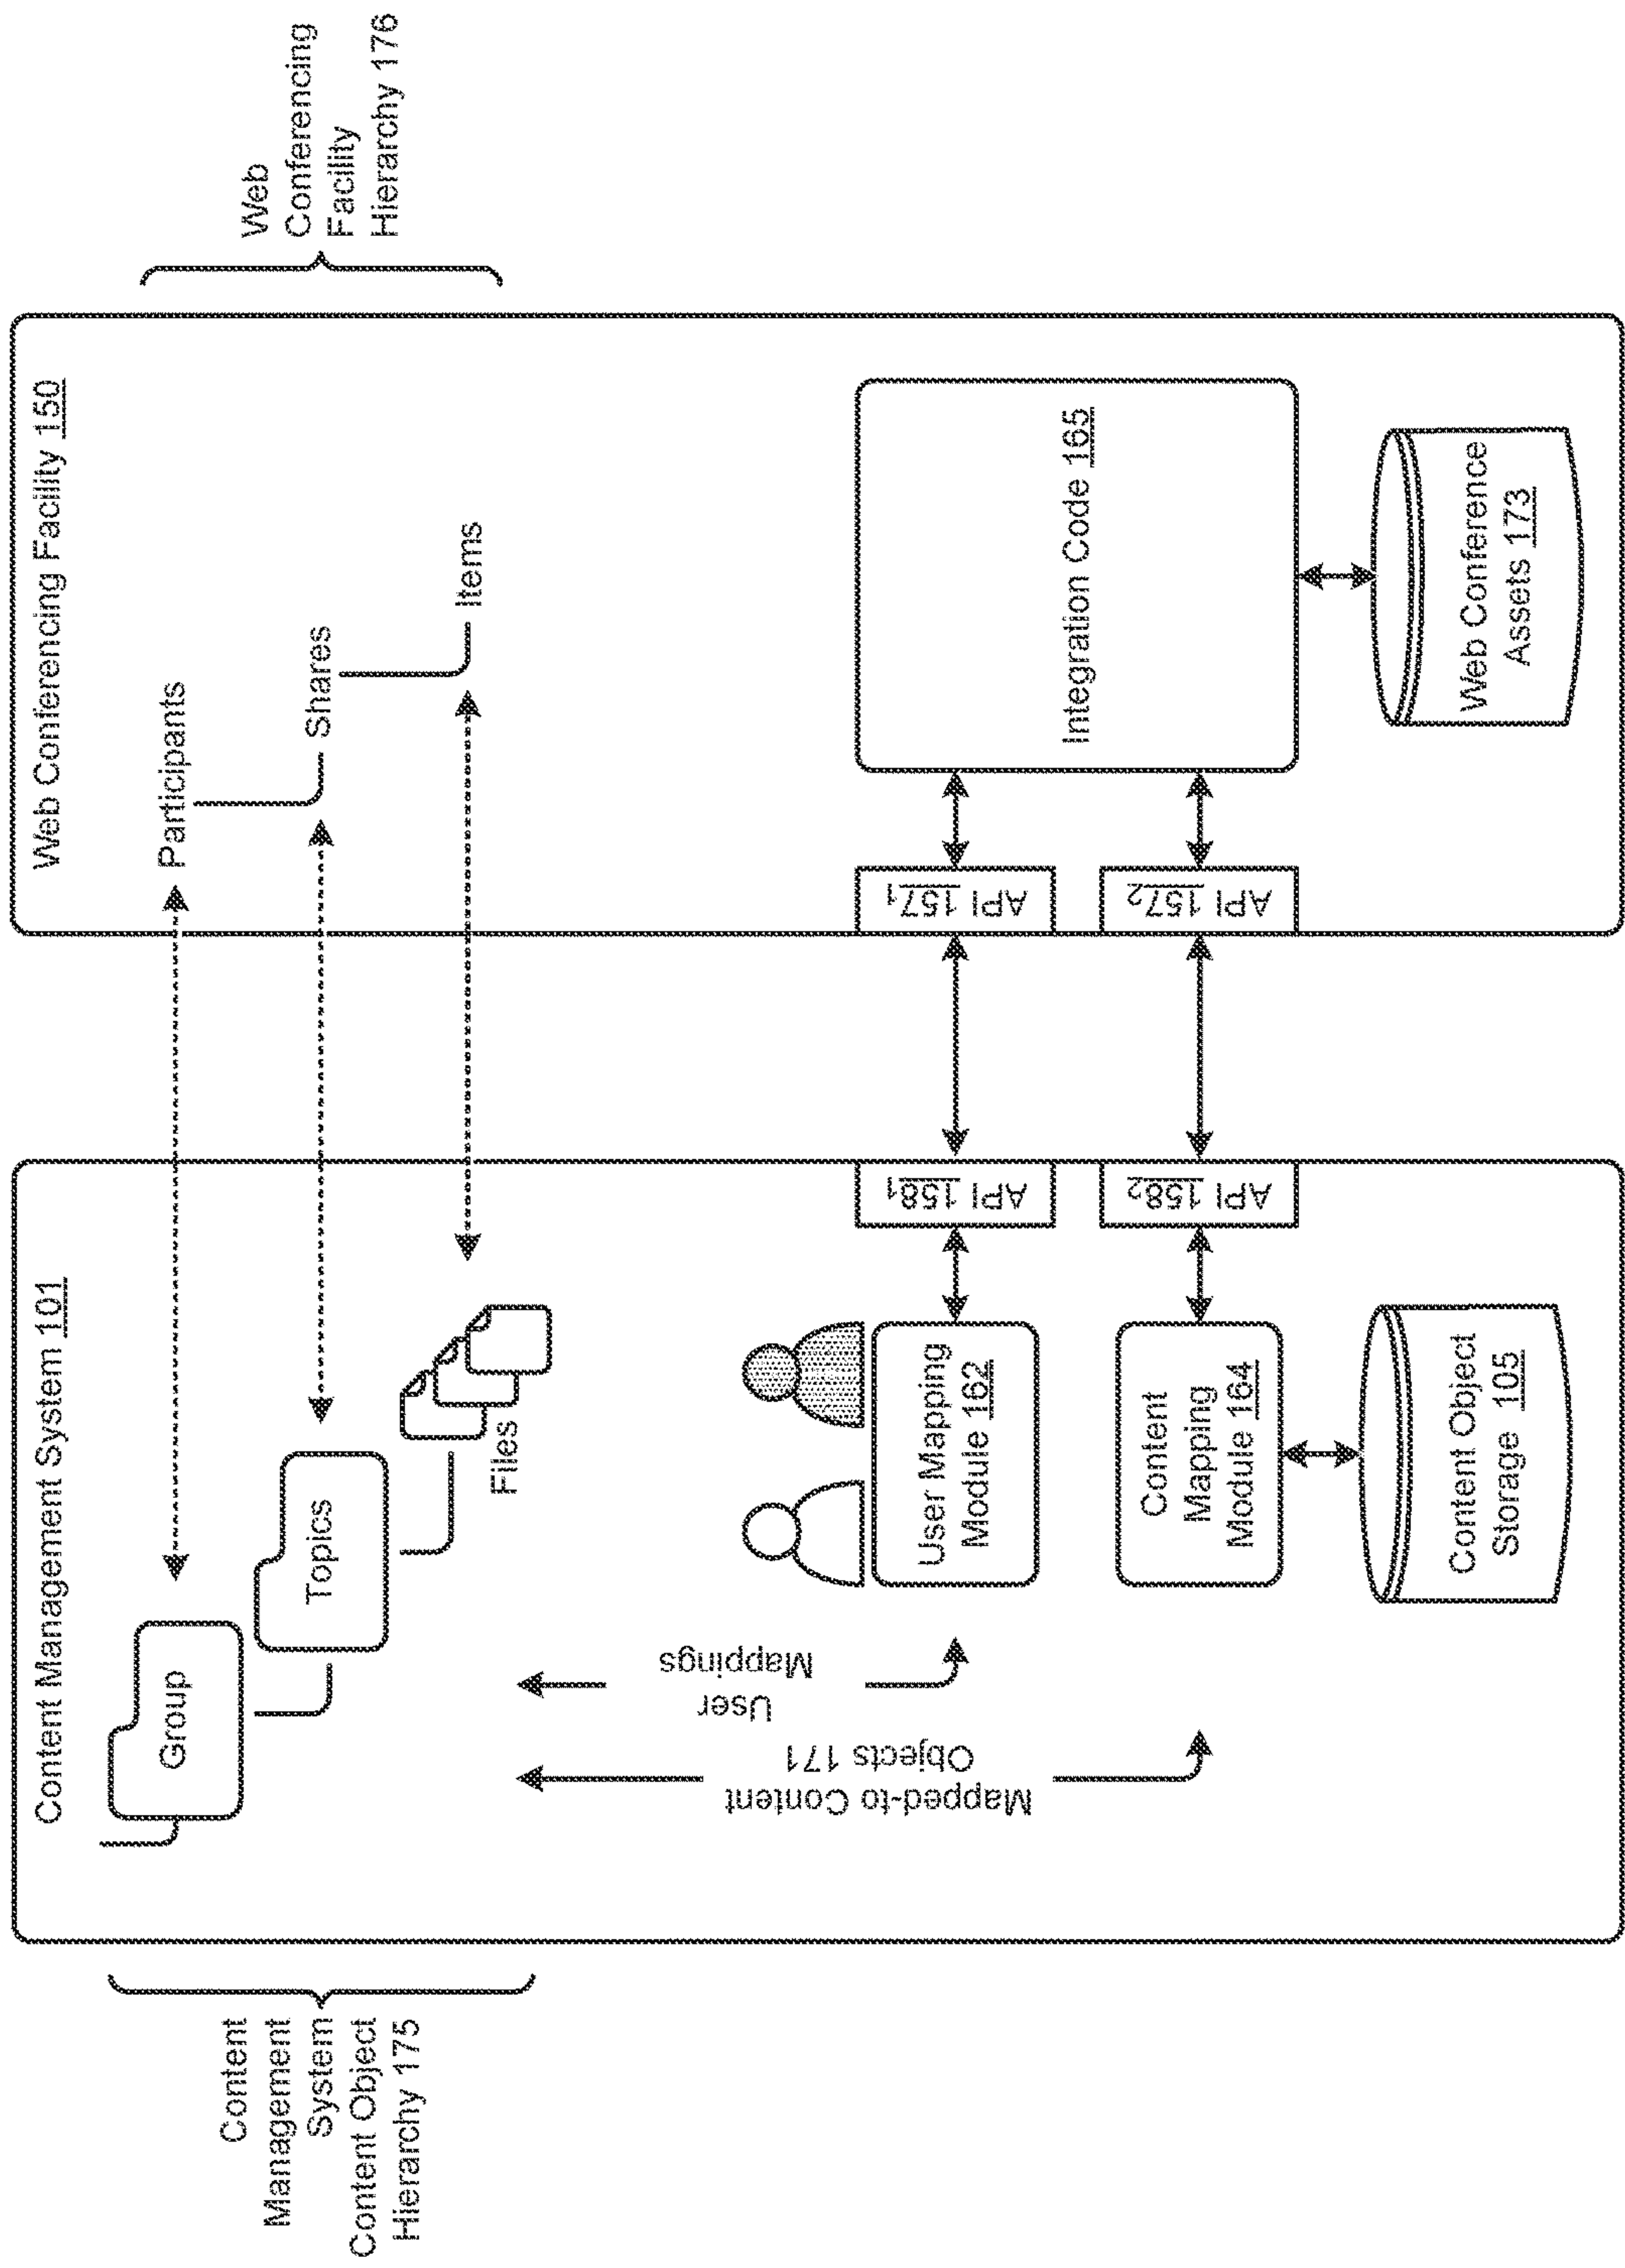 Content Management System 101
Web Conferencing Facility 150
Content
Management
System
Content Object
Hierarchy 175
Group
Topics
Files
Participants
Shares
Items
Web
Conferencing
Facility
Hierarchy 176
Mapped-to Content
Objects 171
User
Mappings
User Mapping
Module 162
API 158₁
API 157₁
Content
Mapping
Module 164
API 158₂
API 157₂
Integration Code 165
Content Object
Storage 105
Web Conference
Assets 173